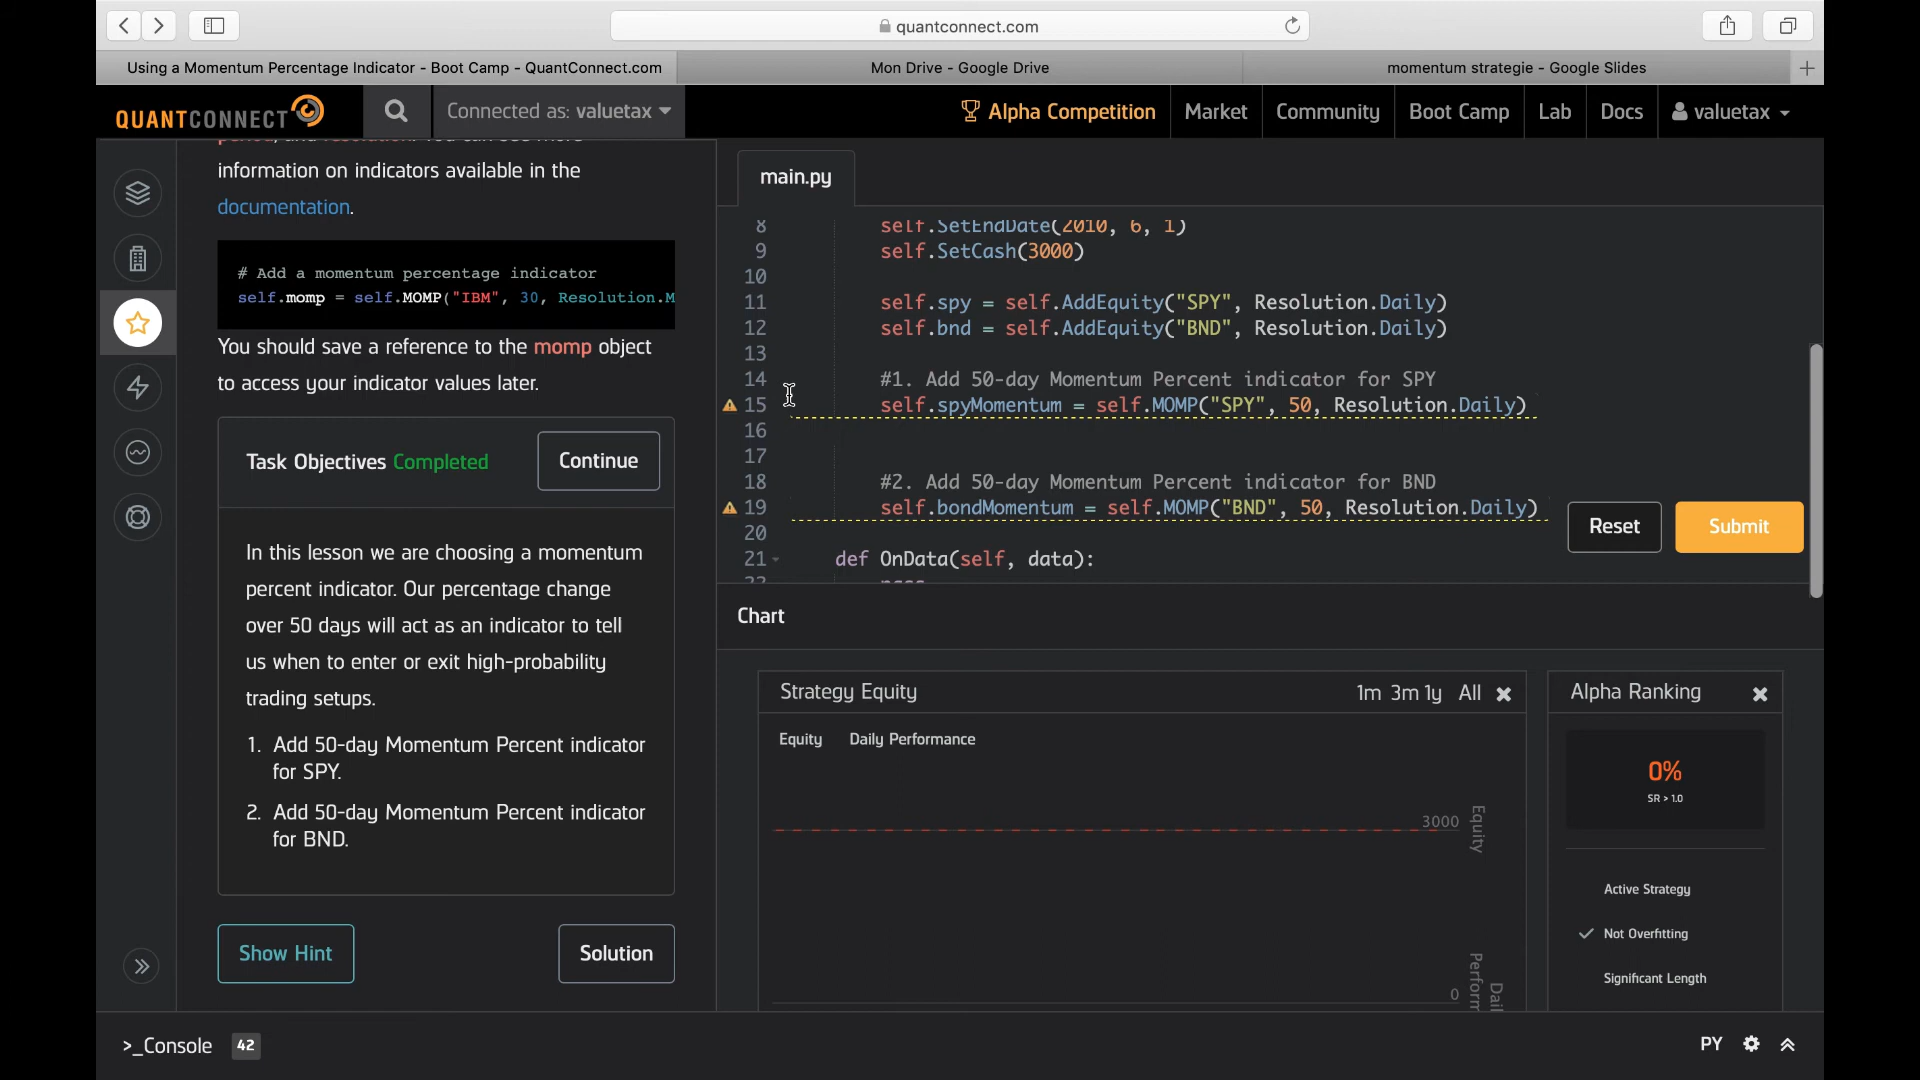 quantconnect.com
Using a Momentum Percentage Indicator - Boot Camp - QuantConnect.com
Mon Drive - Google Drive
momentum strategie - Google Slides
QUANTCONNECT
Connected as: valuetax
Alpha Competition
Market
Community
Boot Camp
Lab
Docs
valuetax
information on indicators available in the
documentation.
# Add a momentum percentage indicator
self.momp = self.MOMP("IBM", 30, Resolution.M
You should save a reference to the momp object
to access your indicator values later.
Task Objectives Completed
Continue
In this lesson we are choosing a momentum
percent indicator. Our percentage change
over 50 days will act as an indicator to tell
us when to enter or exit high-probability
trading setups.
1. Add 50-day Momentum Percent indicator
for SPY.
2. Add 50-day Momentum Percent indicator
for BND.
Show Hint
Solution
main.py
8 self.SetEndDate(2010, 6, 1)
9 self.SetCash(3000)
10
11 self.spy = self.AddEquity("SPY", Resolution.Daily)
12 self.bnd = self.AddEquity("BND", Resolution.Daily)
13
14 #1. Add 50-day Momentum Percent indicator for SPY
15 self.spyMomentum = self.MOMP("SPY", 50, Resolution.Daily)
16
17
18 #2. Add 50-day Momentum Percent indicator for BND
19 self.bondMomentum = self.MOMP("BND", 50, Resolution.Daily)
20
21 def OnData(self, data):
Reset
Submit
Chart
Strategy Equity
1m 3m 1y All
Equity
Daily Performance
3000
Equity
0
Alpha Ranking
0%
SR > 1.0
Active Strategy
Not Overfitting
Significant Length
>_Console
42
PY